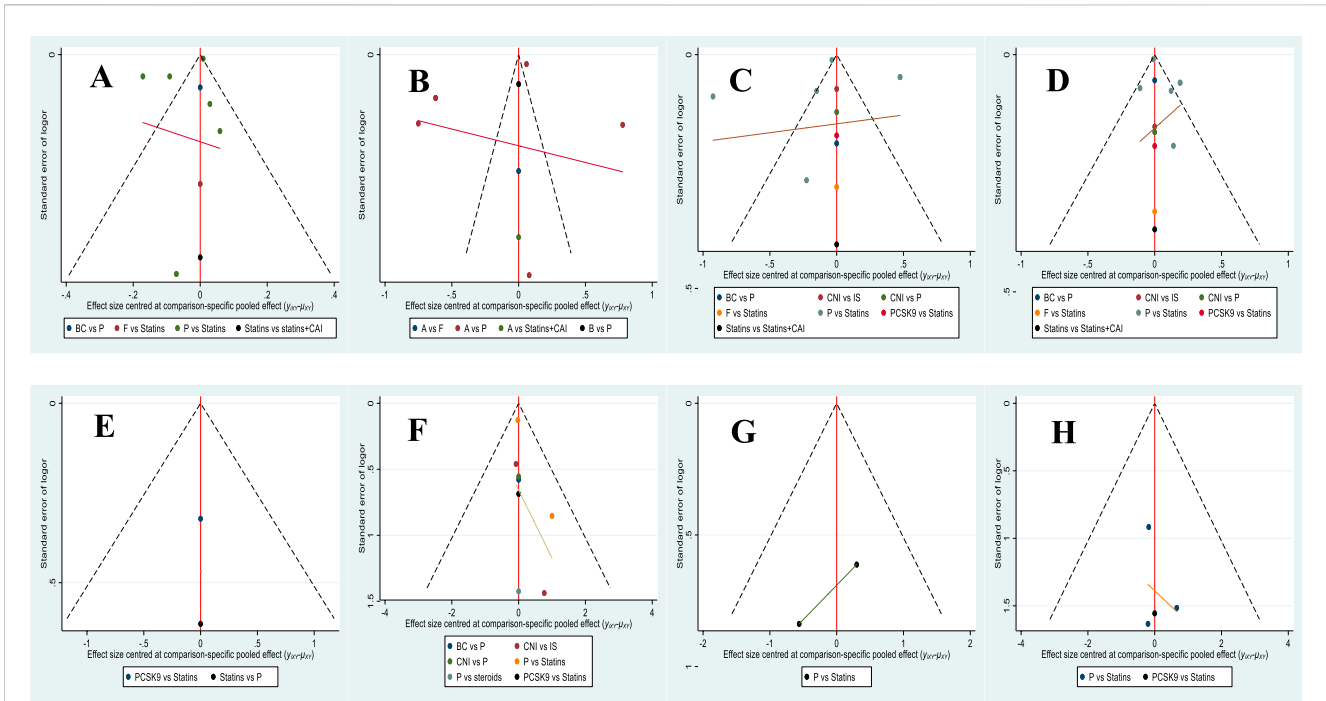 A
Standard error of logor
0
-.4
-.2
0
.2
.4
Effect size centred at comparison-specific pooled effect (yiXY-μXY)
BC vs P
F vs Statins
P vs Statins
Statins vs statins+CAI
B
Standard error of logor
0
-1
-.5
0
.5
1
Effect size centred at comparison-specific pooled effect (yiXY-μXY)
A vs F
A vs P
A vs Statins+CAI
B vs P
C
Standard error of logor
0
.5
-1
-.5
0
.5
1
Effect size centred at comparison-specific pooled effect (yiXY-μXY)
BC vs P
CNI vs IS
CNI vs P
F vs Statins
P vs Statins
PCSK9 vs Statins
Statins vs Statins+CAI
D
Standard error of logor
0
.5
-1
-.5
0
.5
1
Effect size centred at comparison-specific pooled effect (yiXY-μXY)
BC vs P
CNI vs IS
CNI vs P
F vs Statins
P vs Statins
PCSK9 vs Statins
Statins vs Statins+CAI
E
Standard error of logor
0
.5
-1
-.5
0
.5
1
Effect size centred at comparison-specific pooled effect (yiXY-μXY)
PCSK9 vs Statins
Statins vs P
F
Standard error of logor
0
.5
1
1.5
-4
-2
0
2
4
Effect size centred at comparison-specific pooled effect (yiXY-μXY)
BC vs P
CNI vs IS
CNI vs P
P vs Statins
P vs steroids
PCSK9 vs Statins
G
Standard error of logor
0
.5
1
-2
-1
0
1
2
Effect size centred at comparison-specific pooled effect (yiXY-μXY)
P vs Statins
H
Standard error of logor
0
.5
1
1.5
-4
-2
0
2
4
Effect size centred at comparison-specific pooled effect (yiXY-μXY)
P vs Statins
PCSK9 vs Statins